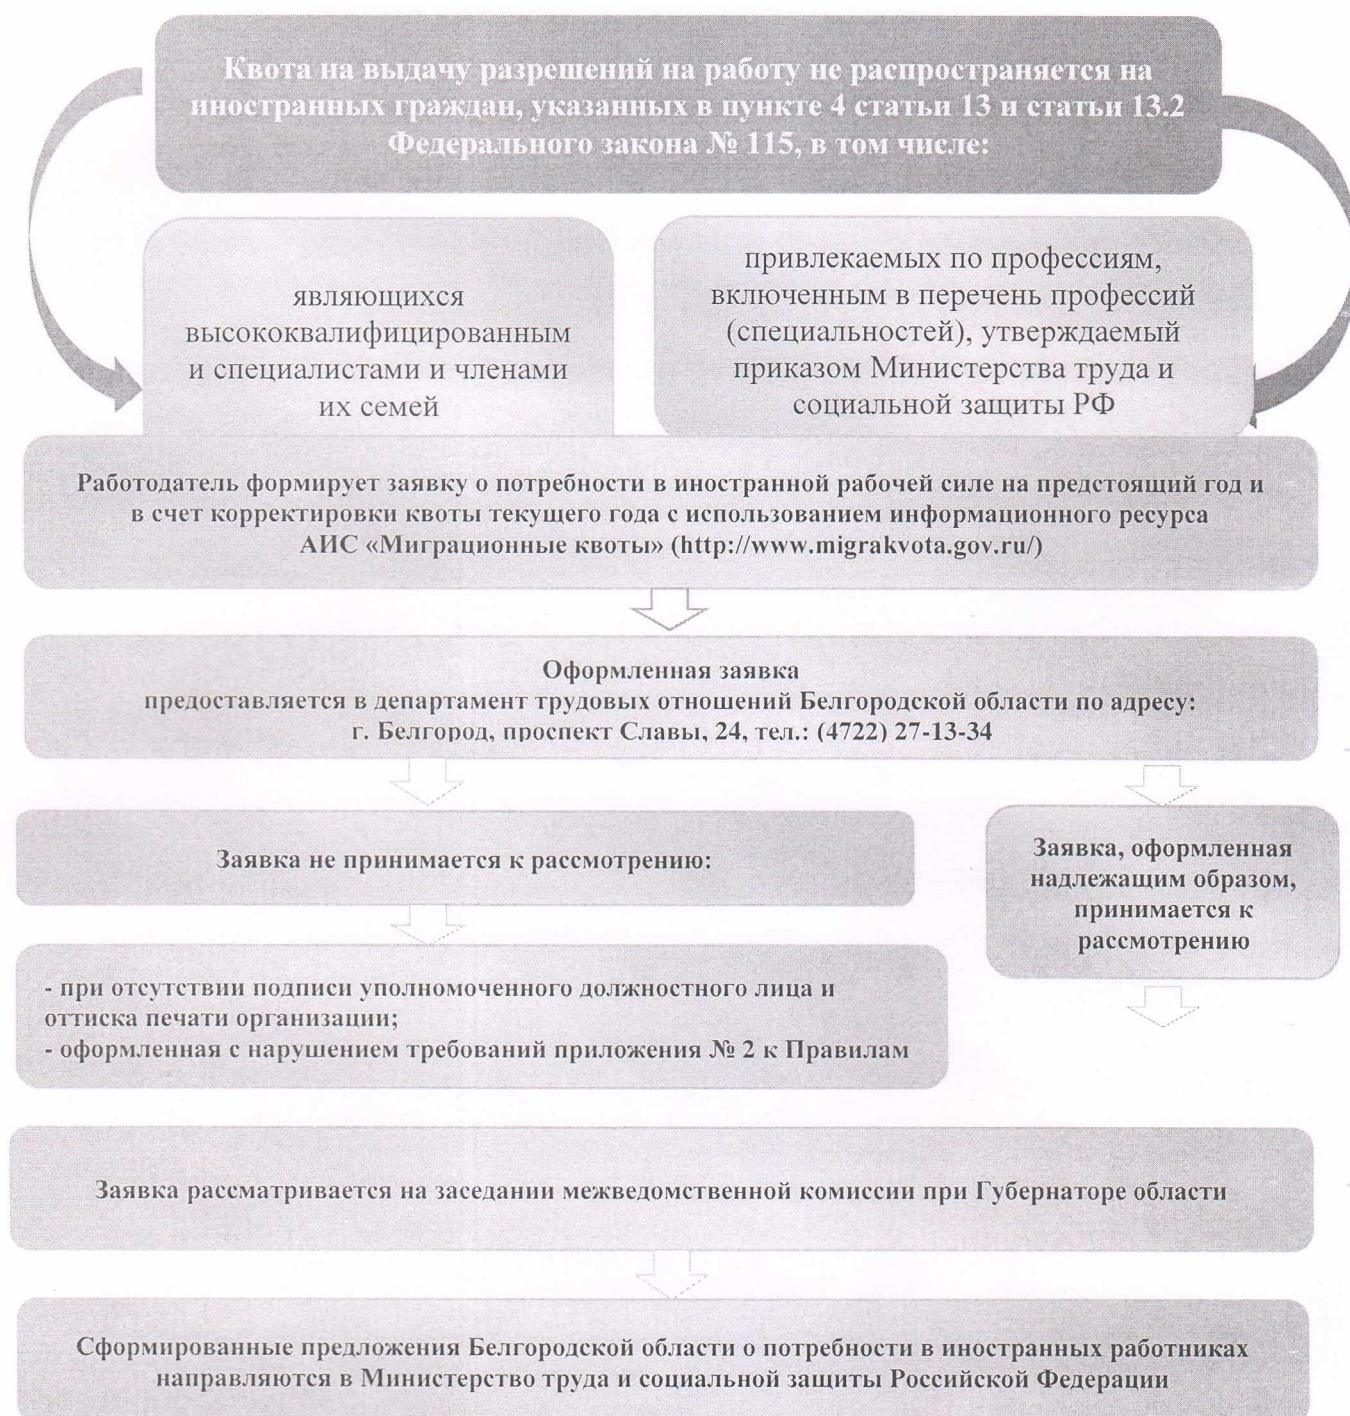 Квота на выдачу разрешений на работу не распространяется на
иностранных граждан, указанных в пункте 4 статьи 13 и статьи 13.2
Федерального закона № 115, в том числе:
являющихся
высококвалифицированным
и специалистами и членами
их семей
привлекаемых по профессиям,
включенным в перечень профессий
(специальностей), утверждаемый
приказом Министерства труда и
социальной защиты РФ
Работодатель формирует заявку о потребности в иностранной рабочей силе на предстоящий год и
в счет корректировки квоты текущего года с использованием информационного ресурса
АИС «Миграционные квоты» (http://www.migrakvota.gov.ru/)
Оформленная заявка
предоставляется в департамент трудовых отношений Белгородской области по адресу:
г. Белгород, проспект Славы, 24, тел.: (4722) 27-13-34
Заявка не принимается к рассмотрению:
Заявка, оформленная
надлежащим образом,
принимается к
рассмотрению
- при отсутствии подписи уполномоченного должностного лица и
оттиска печати организации;
- оформленная с нарушением требований приложения № 2 к Правилам
Заявка рассматривается на заседании межведомственной комиссии при Губернаторе области
Сформированные предложения Белгородской области о потребности в иностранных работниках
направляются в Министерство труда и социальной защиты Российской Федерации